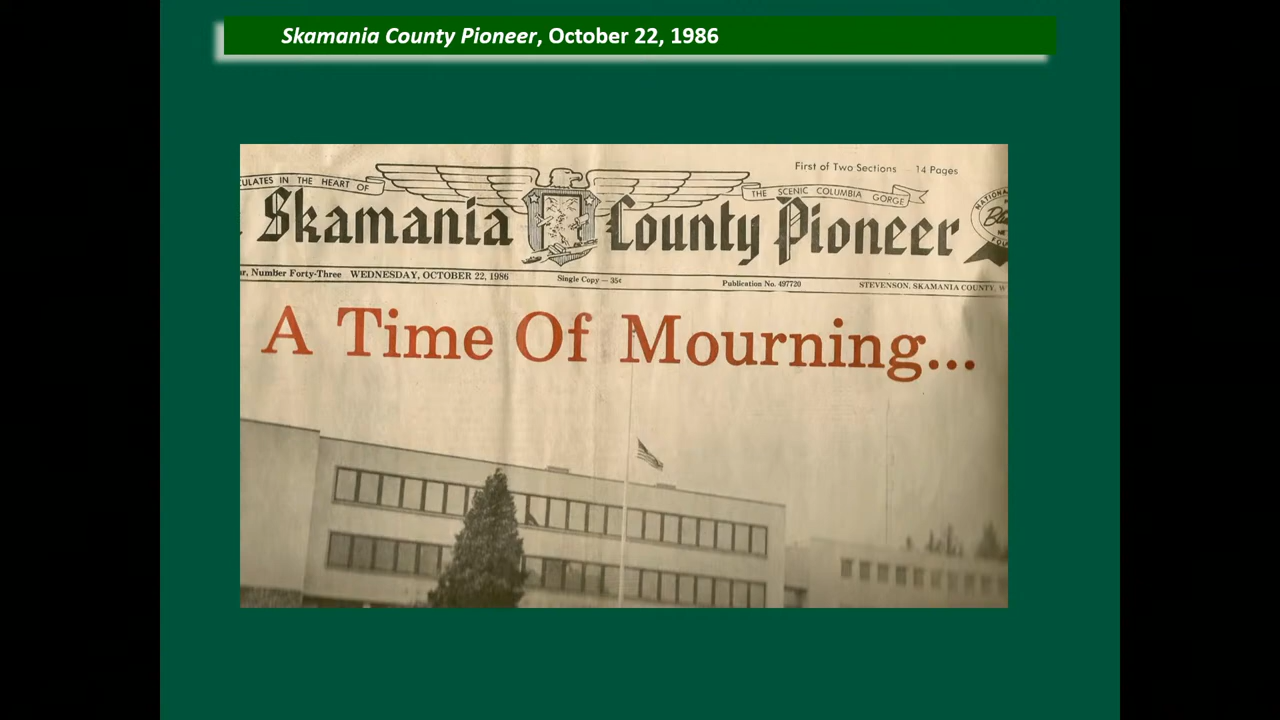 Skamania County Pioneer, October 22, 1986
First of Two Sections 14 Pages
ULATES IN THE HEART OF
THE SCENIC COLUMBIA GORGE
Skamania County Pioneer
r, Number Forty-Three WEDNESDAY, OCTOBER 22, 1986 Single Copy — 35¢ Publication No. 497720 STEVENSON, SKAMANIA COUNTY, W
A Time Of Mourning...